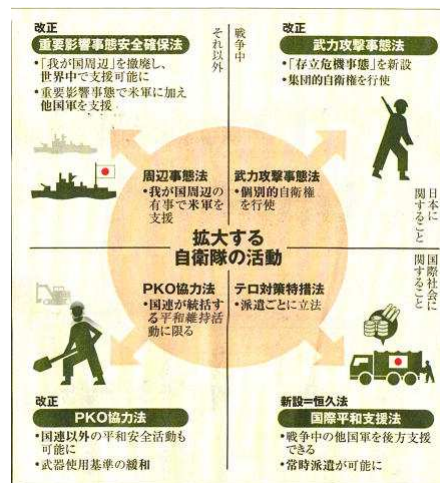 改正
重要影響事態安全確保法
・「我が国周辺」を撤廃し、
世界中で支援可能に
・重要影響事態で米軍に加え
他国軍を支援
それ以外
戦争中
改正
武力攻撃事態法
・「存立危機事態」を新設
・集団的自衛権を行使
周辺事態法
・我が国周辺の
有事で米軍を
支援
武力攻撃事態法
・個別的自衛権
を行使
日本に
関すること
拡大する
自衛隊の活動
国際社会に
関すること
PKO協力法
・国連が統括す
る平和維持活
動に限る
テロ対策特措法
・派遣ごとに立法
改正
PKO協力法
・国連以外の平和安全活動も
可能に
・武器使用基準の緩和
新設=恒久法
国際平和支援法
・戦争中の他国軍を後方支援
できる
・常時派遣が可能に